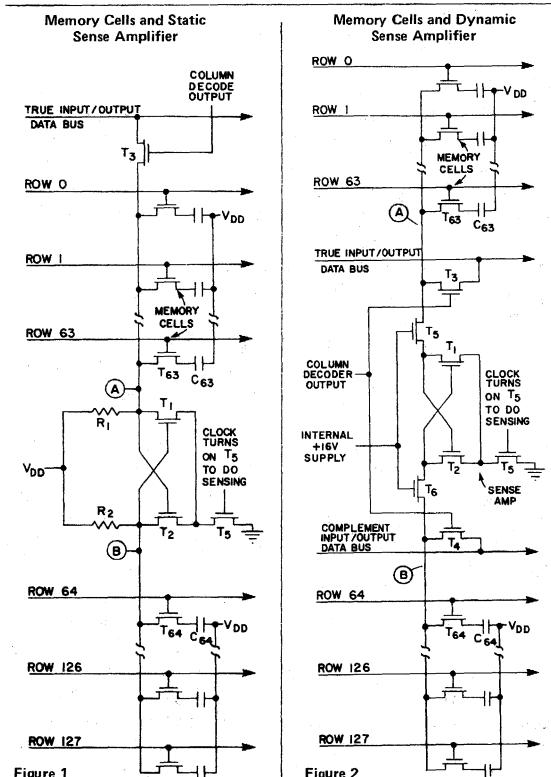 Memory Cells and Static
Sense Amplifier
COLUMN
DECODE
OUTPUT
TRUE INPUT/OUTPUT
DATA BUS
T3
ROW 0
VDD
ROW 1
MEMORY
CELLS
ROW 63
T63
C63
A
R1
T1
CLOCK
TURNS
ON T5
TO DO
SENSING
VDD
R2
T2
T5
B
ROW 64
VDD
T64
C64
ROW 126
ROW 127
Figure 1
Memory Cells and Dynamic
Sense Amplifier
ROW 0
VDD
ROW 1
MEMORY
CELLS
ROW 63
A
T63
C63
TRUE INPUT/OUTPUT
DATA BUS
T3
T5
T1
COLUMN
DECODER
OUTPUT
CLOCK
TURNS
ON T5
TO DO
SENSING
INTERNAL
+16V
SUPPLY
T2
T5
T6
SENSE
AMP
COMPLEMENT
INPUT/OUTPUT
DATA BUS
T4
B
ROW 64
VDD
T64
C64
ROW 126
ROW 127
Figure 2